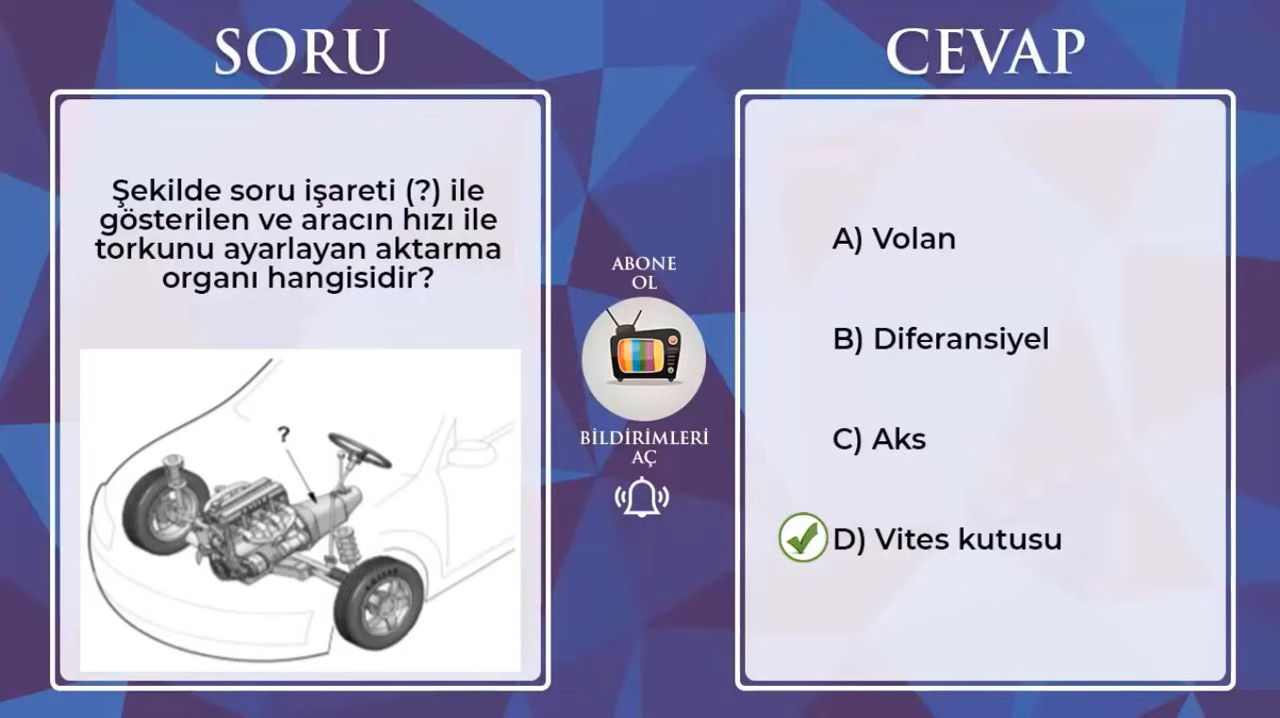 SORU
Şekilde soru işareti (?) ile
gösterilen ve aracın hızı ile
torkunu ayarlayan aktarma
organı hangisidir?
?
ABONE
OL
BİLDİRİMLERİ
AÇ
CEVAP
A) Volan
B) Diferansiyel
C) Aks
D) Vites kutusu